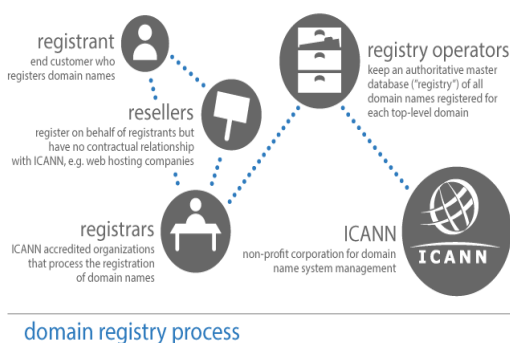 registrant
end customer who
registers domain names
resellers
register on behalf of registrants but
have no contractual relationship
with ICANN, e.g. web hosting companies
registrars
ICANN accredited organizations
that process the registration
of domain names
registry operators
keep an authoritative master
database ("registry") of all
domain names registered for
each top-level domain
ICANN
non-profit corporation for domain
name system management
ICANN
domain registry process